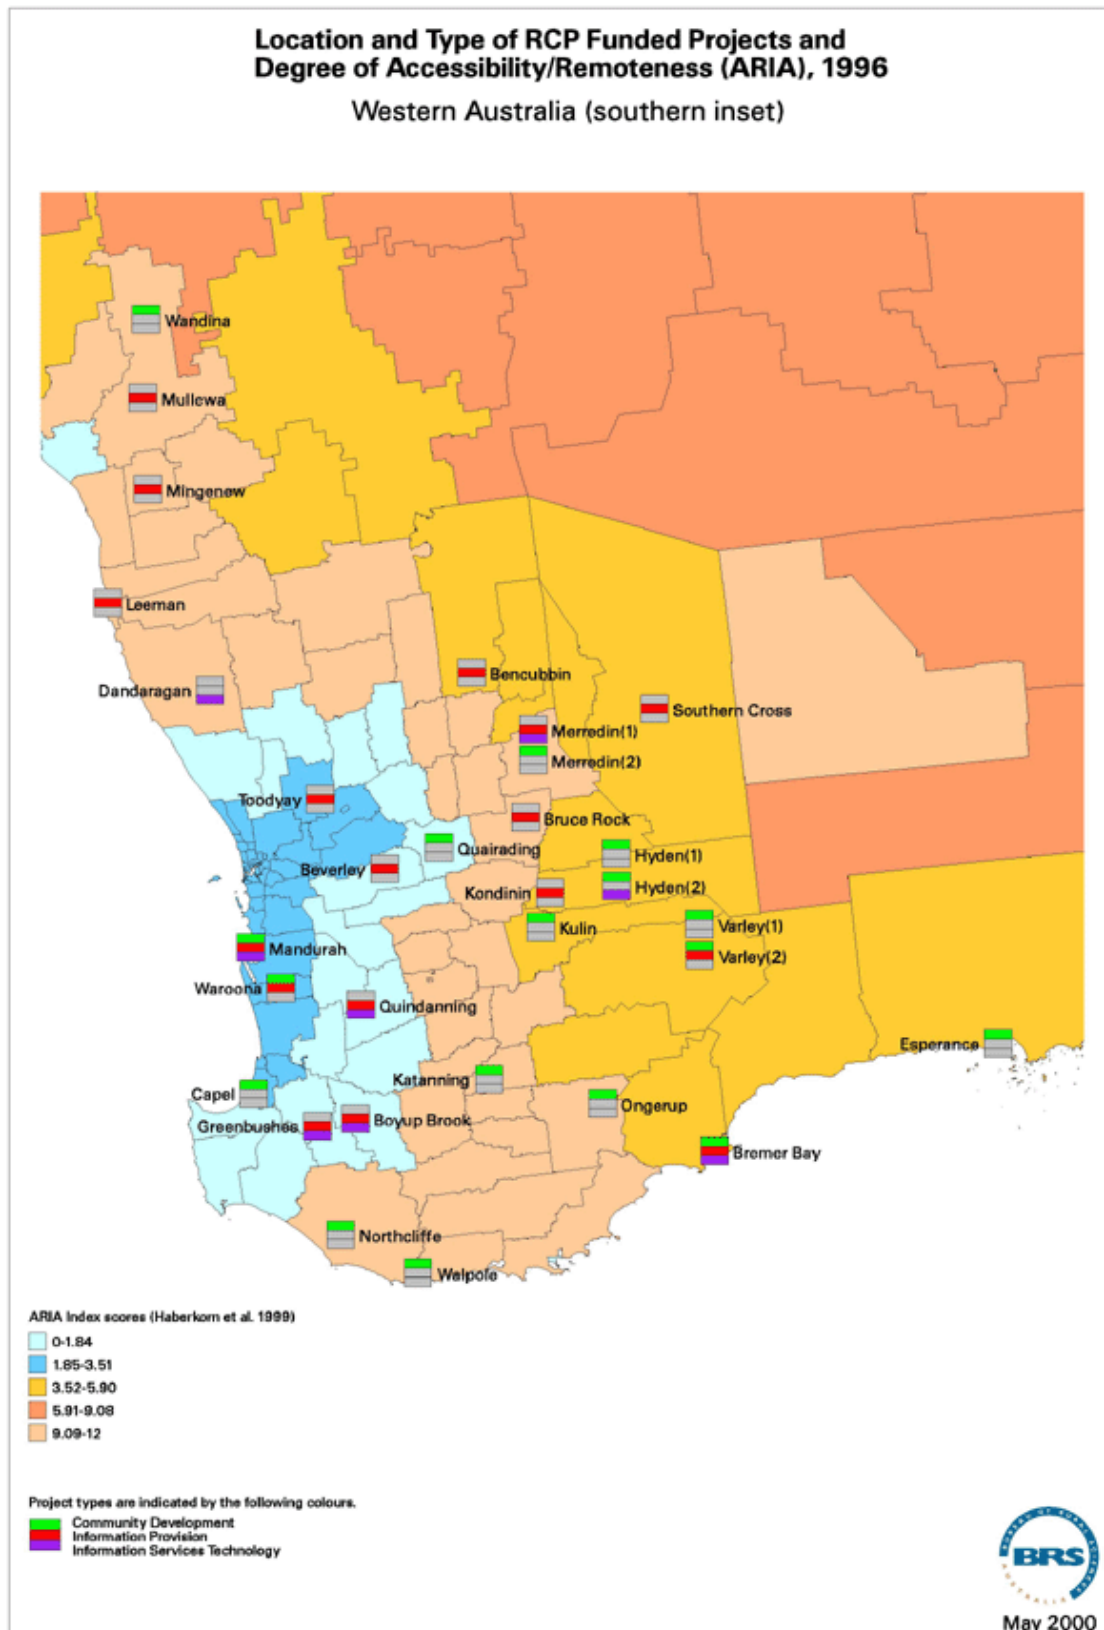 Location and Type of RCP Funded Projects and
Degree of Accessibility/Remoteness (ARIA), 1996
Western Australia (southern inset)
Wandina
Mullewa
Mingenew
Leeman
Dandaragan
Bencubbin
Southern Cross
Merredin(1)
Merredin(2)
Toodyay
Bruce Rock
Quairading
Hyden(1)
Beverley
Kondinin
Hyden(2)
Kulin
Varley(1)
Mandurah
Varley(2)
Waroona
Quindanning
Esperance
Katanning
Capel
Ongerup
Boyup Brook
Greenbushes
Bremer Bay
Northcliffe
Walpole
ARIA Index scores (Haberkorn et al. 1999)
0-1.84
1.85-3.51
3.52-5.90
5.91-9.08
9.09-12
Project types are indicated by the following colours.
Community Development
Information Provision
Information Services Technology
BUREAU OF RURAL SCIENCES
BRS
AUSTRALIA
May 2000